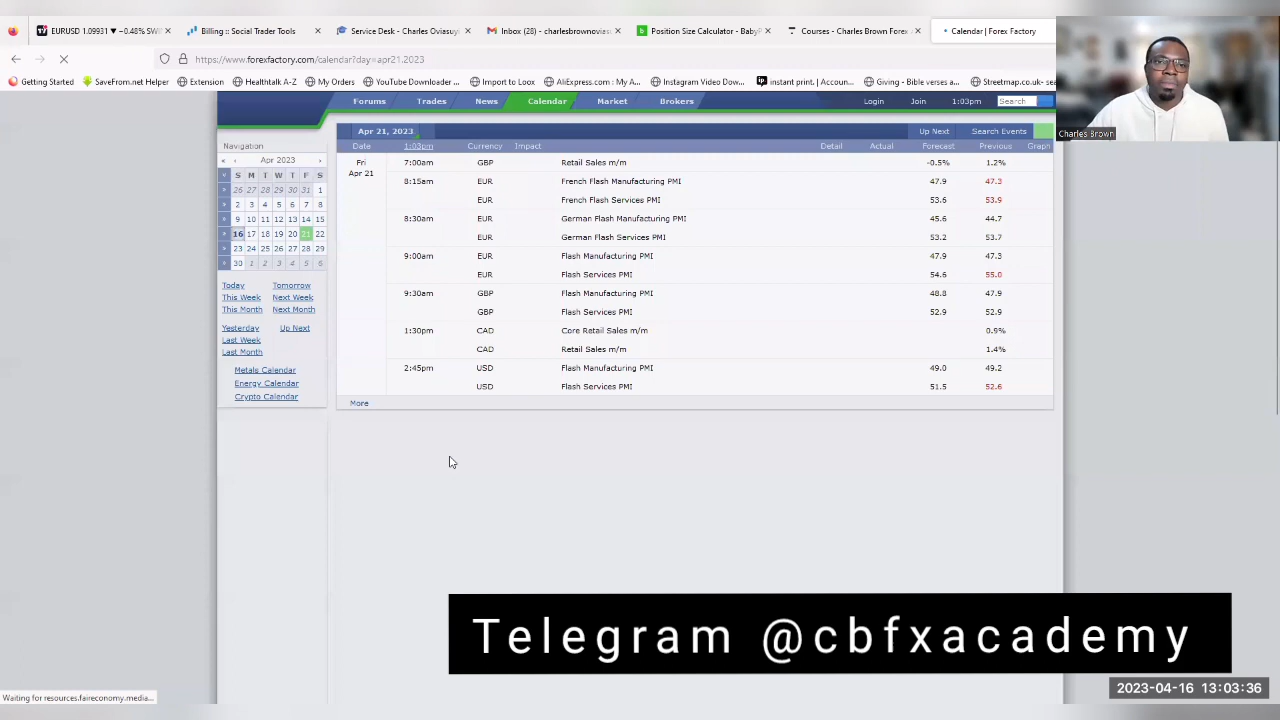 EURUSD 1.09931 ▼ −0.48% SWI
Billing :: Social Trader Tools
Service Desk - Charles Oviasuy
Inbox (28) - charlesbrownovias
Position Size Calculator - BabyP
Courses - Charles Brown Forex A
Calendar | Forex Factory
https://www.forexfactory.com/calendar?day=apr21.2023
Getting Started
SaveFrom.net Helper
Extension
Healthtalk A-Z
My Orders
YouTube Downloader ...
Import to Loox
AliExpress.com : My A...
Instagram Video Dow...
instant print. | Accoun...
Giving - Bible verses a...
Streetmap.co.uk- se
Charles Brown
Forums Trades News Calendar Market Brokers Login Join 1:03pm Search
Navigation
« ‹ Apr 2023 ›
S M T W T F S
26 27 28 29 30 31 1
2 3 4 5 6 7 8
9 10 11 12 13 14 15
16 17 18 19 20 21 22
23 24 25 26 27 28 29
30 1 2 3 4 5 6
Today Tomorrow
This Week Next Week
This Month Next Month
Yesterday Up Next
Last Week
Last Month
Metals Calendar
Energy Calendar
Crypto Calendar
Apr 21, 2023 Up Next Search Events
Date 1:03pm Currency Impact Detail Actual Forecast Previous Graph
Fri 7:00am GBP Retail Sales m/m -0.5% 1.2%
Apr 21
8:15am EUR French Flash Manufacturing PMI 47.9 47.3
EUR French Flash Services PMI 53.6 53.9
8:30am EUR German Flash Manufacturing PMI 45.6 44.7
EUR German Flash Services PMI 53.2 53.7
9:00am EUR Flash Manufacturing PMI 47.9 47.3
EUR Flash Services PMI 54.6 55.0
9:30am GBP Flash Manufacturing PMI 48.8 47.9
GBP Flash Services PMI 52.9 52.9
1:30pm CAD Core Retail Sales m/m 0.9%
CAD Retail Sales m/m 1.4%
2:45pm USD Flash Manufacturing PMI 49.0 49.2
USD Flash Services PMI 51.5 52.6
More
Telegram @cbfxacademy
Waiting for resources.faireconomy.media...
2023-04-16 13:03:36